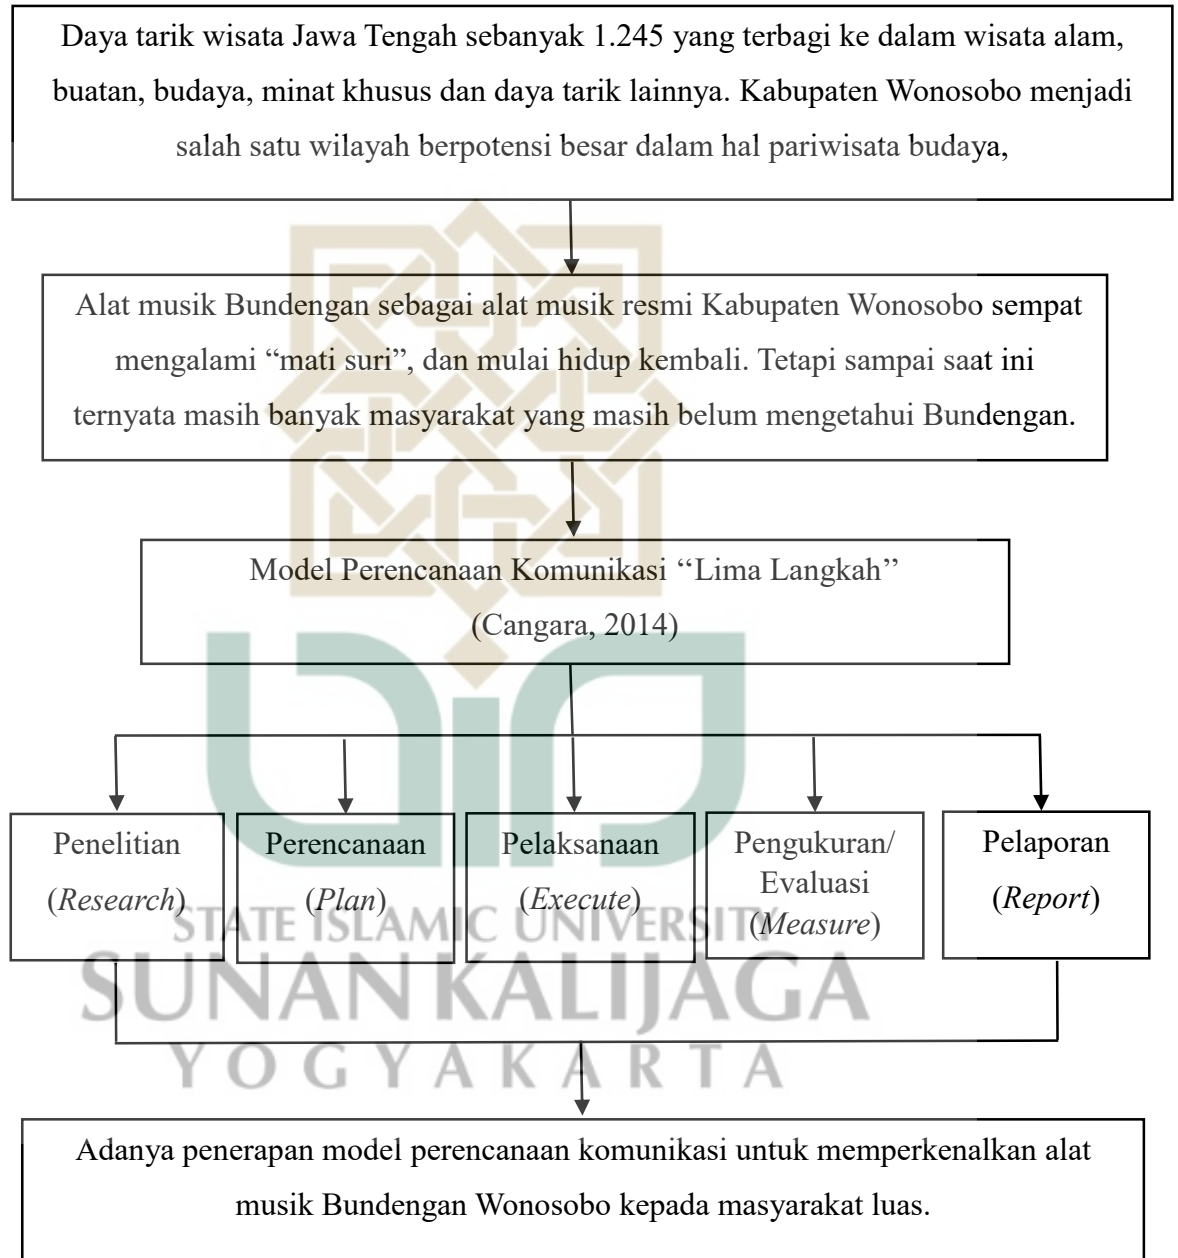 Daya tarik wisata Jawa Tengah sebanyak 1.245 yang terbagi ke dalam wisata alam,
buatan, budaya, minat khusus dan daya tarik lainnya. Kabupaten Wonosobo menjadi
salah satu wilayah berpotensi besar dalam hal pariwisata budaya,
Alat musik Bundengan sebagai alat musik resmi Kabupaten Wonosobo sempat
mengalami “mati suri”, dan mulai hidup kembali. Tetapi sampai saat ini
ternyata masih banyak masyarakat yang masih belum mengetahui Bundengan.
Model Perencanaan Komunikasi “Lima Langkah”
(Cangara, 2014)
Penelitian
(Research)
Perencanaan
(Plan)
Pelaksanaan
(Execute)
Pengukuran/
Evaluasi
(Measure)
Pelaporan
(Report)
STATE ISLAMIC UNIVERSITY
SUNAN KALIJAGA
YOGYAKARTA
Adanya penerapan model perencanaan komunikasi untuk memperkenalkan alat
musik Bundengan Wonosobo kepada masyarakat luas.